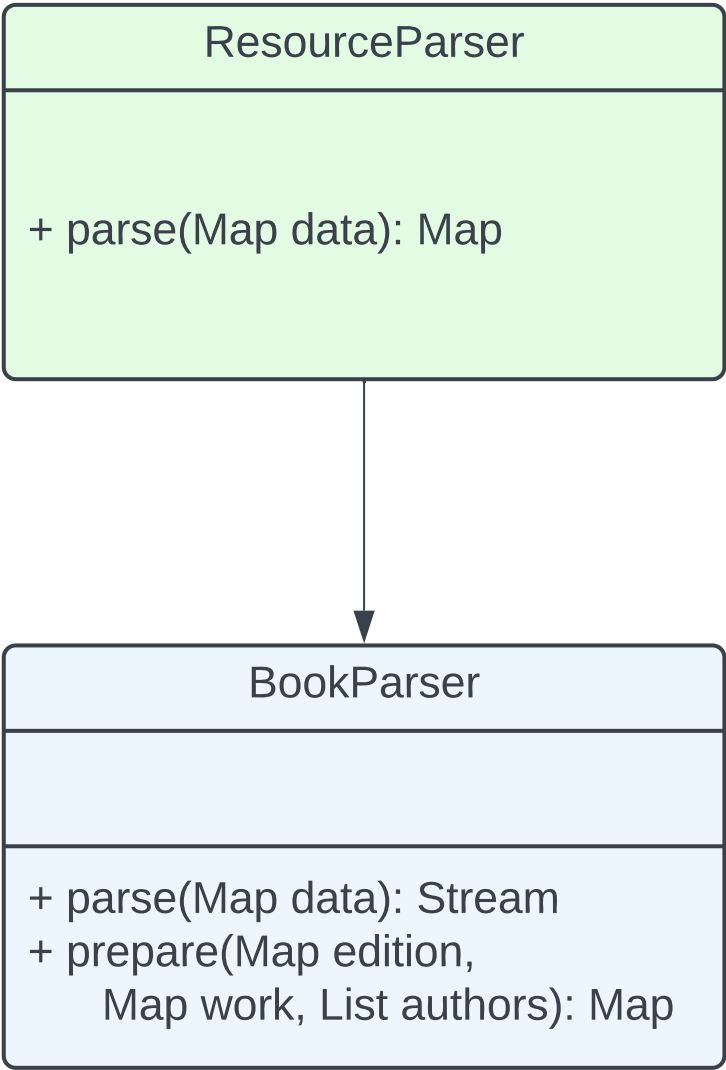 ResourceParser
+ parse(Map data): Map
BookParser
+ parse(Map data): Stream
+ prepare(Map edition,
Map work, List authors): Map